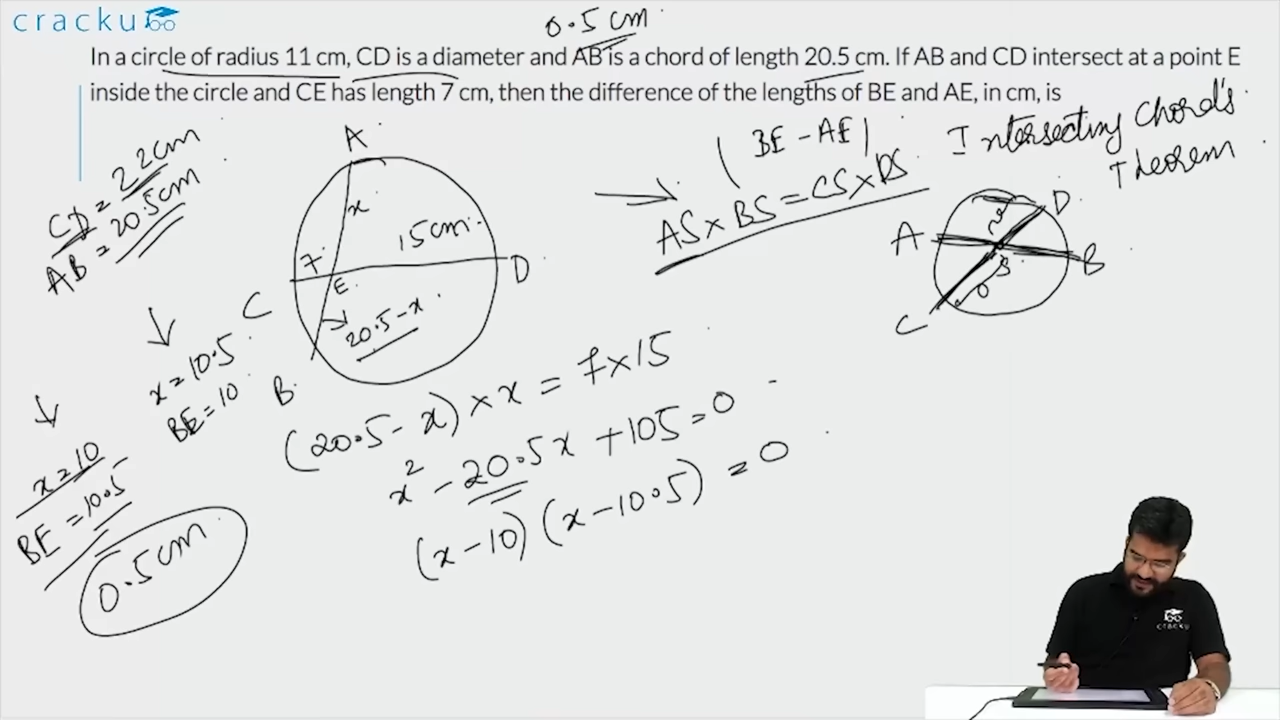 cracku
0.5 cm
In a circle of radius 11 cm, CD is a diameter and AB is a chord of length 20.5 cm. If AB and CD intersect at a point E
inside the circle and CE has length 7 cm, then the difference of the lengths of BE and AE, in cm, is
CD = 22cm
AB = 20.5cm
A
x
7
15cm
C
E
D
20.5-x
B
| BE - AE |
AS×BS=CS×DS
Intersecting Chord's
Theorem
A
D
S
B
C
(20.5-x)×x = 7×15
x² - 20.5x + 105 = 0
(x-10)(x-10.5) = 0
x=10.5
BE=10
x=10
BE=10.5
0.5cm
cracku